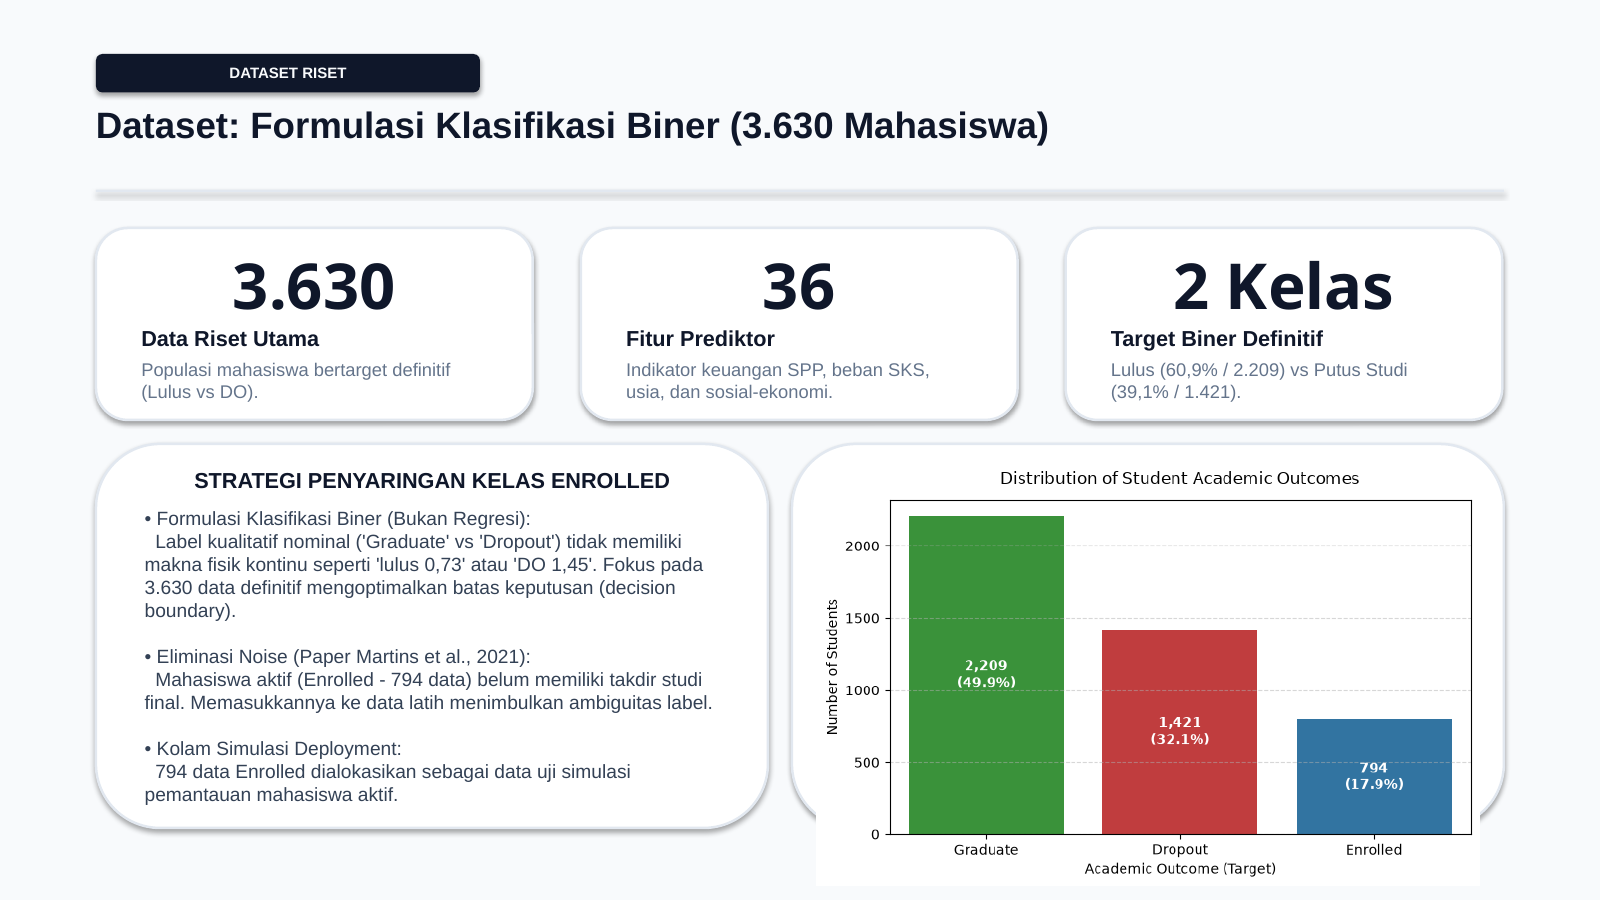 DATASET RISET
Dataset: Formulasi Klasifikasi Biner (3.630 Mahasiswa)
3.630
Data Riset Utama
Populasi mahasiswa bertarget definitif
(Lulus vs DO).
36
Fitur Prediktor
Indikator keuangan SPP, beban SKS,
usia, dan sosial-ekonomi.
2 Kelas
Target Biner Definitif
Lulus (60,9% / 2.209) vs Putus Studi
(39,1% / 1.421).
STRATEGI PENYARINGAN KELAS ENROLLED
• Formulasi Klasifikasi Biner (Bukan Regresi):
Label kualitatif nominal ('Graduate' vs 'Dropout') tidak memiliki
makna fisik kontinu seperti 'lulus 0,73' atau 'DO 1,45'. Fokus pada
3.630 data definitif mengoptimalkan batas keputusan (decision
boundary).
• Eliminasi Noise (Paper Martins et al., 2021):
Mahasiswa aktif (Enrolled - 794 data) belum memiliki takdir studi
final. Memasukkannya ke data latih menimbulkan ambiguitas label.
• Kolam Simulasi Deployment:
794 data Enrolled dialokasikan sebagai data uji simulasi
pemantauan mahasiswa aktif.
Distribution of Student Academic Outcomes
Number of Students
2000
1500
1000
500
0
2,209
(49.9%)
1,421
(32.1%)
794
(17.9%)
Graduate
Dropout
Enrolled
Academic Outcome (Target)